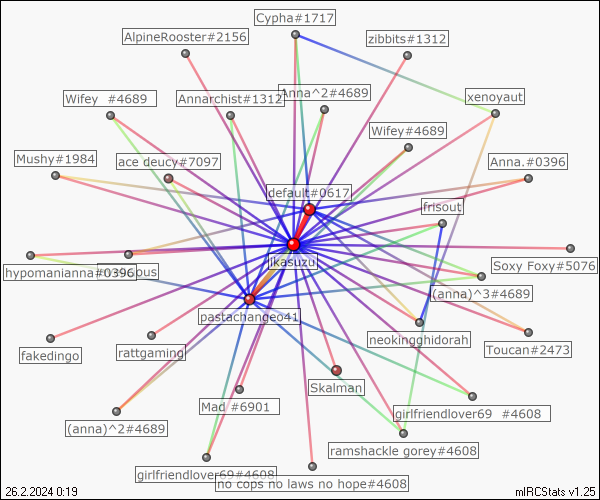 Cypha#1717
AlpineRooster#2156
zibbits#1312
Wifey #4689
Annarchist#1312
Anna^2#4689
xenoyaut
Wifey#4689
Mushy#1984
ace deucy#7097
Anna.#0396
default#0617
frisout
jikasuzu
hypomanianna#0396
Soxy Foxy#5076
(anna)^3#4689
pastachange041
neokingghidorah
fakedingo
rattgaming
Toucan#2473
Skalman
Mad #6901
girlfriendlover69 #4608
(anna)^2#4689
ramshackle gorey#4608
girlfriendlover69#4608
no cops no laws no hope#4608
26.2.2024 0:19
mIRCStats v1.25